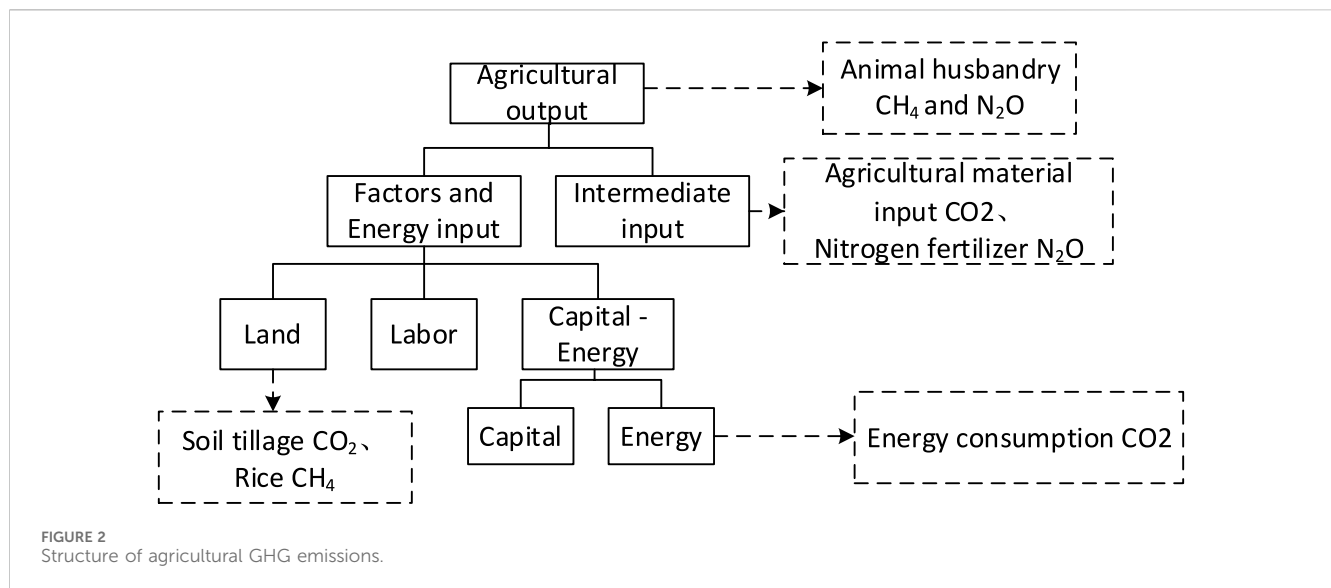 Agricultural
output
Animal husbandry
CH₄ and N₂O
Factors and
Energy input
Intermediate
input
Agricultural material
input CO2、
Nitrogen fertilizer N₂O
Land
Labor
Capital -
Energy
Soil tillage CO₂、
Rice CH₄
Capital
Energy
Energy consumption CO2
FIGURE 2
Structure of agricultural GHG emissions.